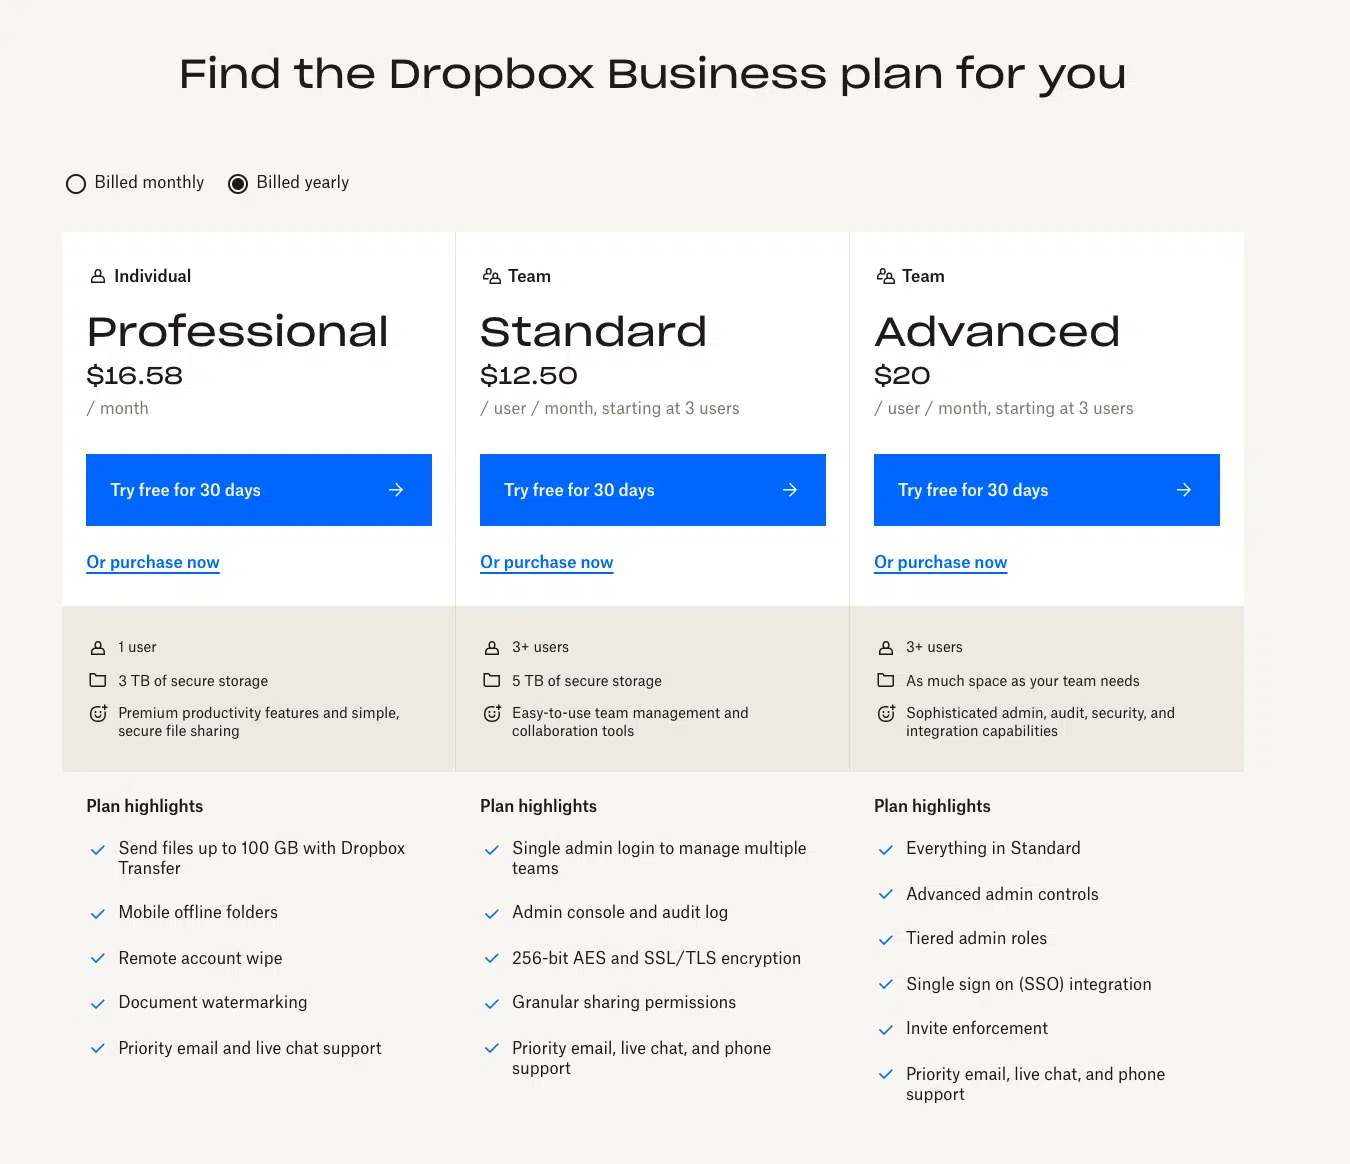 Find the Dropbox Business plan for you
Billed monthly
Billed yearly
Individual
Professional
$16.58
/ month
Try free for 30 days
Or purchase now
1 user
3 TB of secure storage
Premium productivity features and simple,
secure file sharing
Plan highlights
Send files up to 100 GB with Dropbox
Transfer
Mobile offline folders
Remote account wipe
Document watermarking
Priority email and live chat support
Team
Standard
$12.50
/ user / month, starting at 3 users
Try free for 30 days
Or purchase now
3+ users
5 TB of secure storage
Easy-to-use team management and
collaboration tools
Plan highlights
Single admin login to manage multiple
teams
Admin console and audit log
256-bit AES and SSL/TLS encryption
Granular sharing permissions
Priority email, live chat, and phone
support
Team
Advanced
$20
/ user / month, starting at 3 users
Try free for 30 days
Or purchase now
3+ users
As much space as your team needs
Sophisticated admin, audit, security, and
integration capabilities
Plan highlights
Everything in Standard
Advanced admin controls
Tiered admin roles
Single sign on (SSO) integration
Invite enforcement
Priority email, live chat, and phone
support